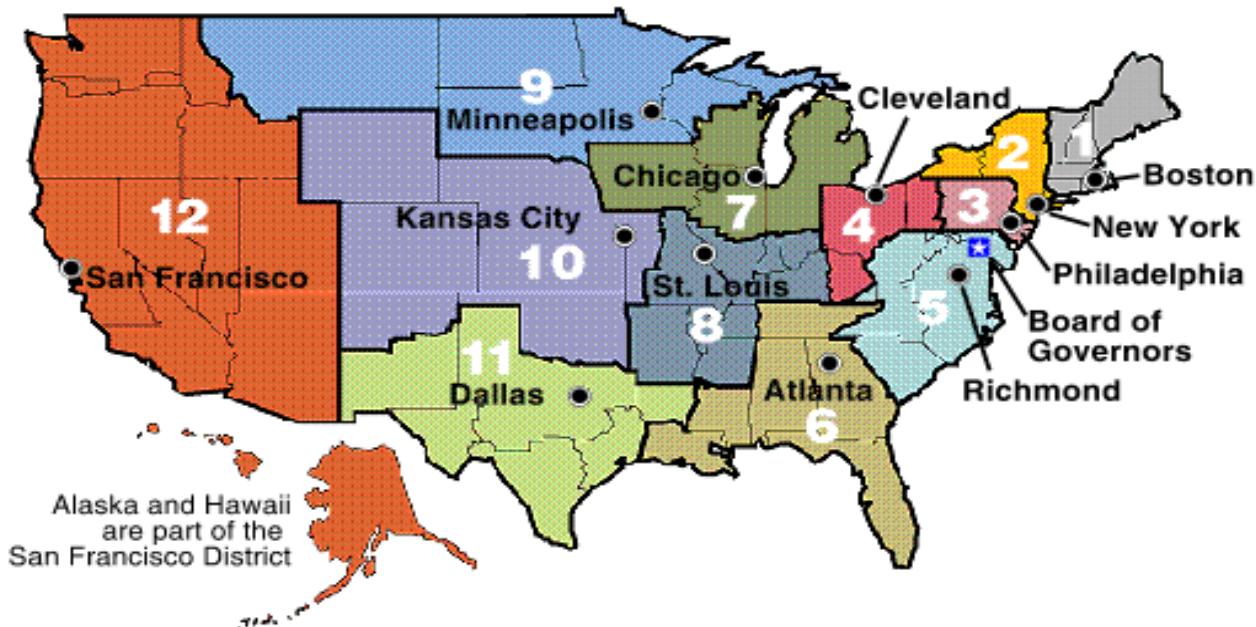 Cleveland
9
Minneapolis
2
1
Chicago
Boston
7
4
3
12
Kansas City
New York
10
San Francisco
St. Louis
Philadelphia
5
8
Board of
Governors
11
Dallas
Atlanta
Richmond
6
Alaska and Hawaii
are part of the
San Francisco District